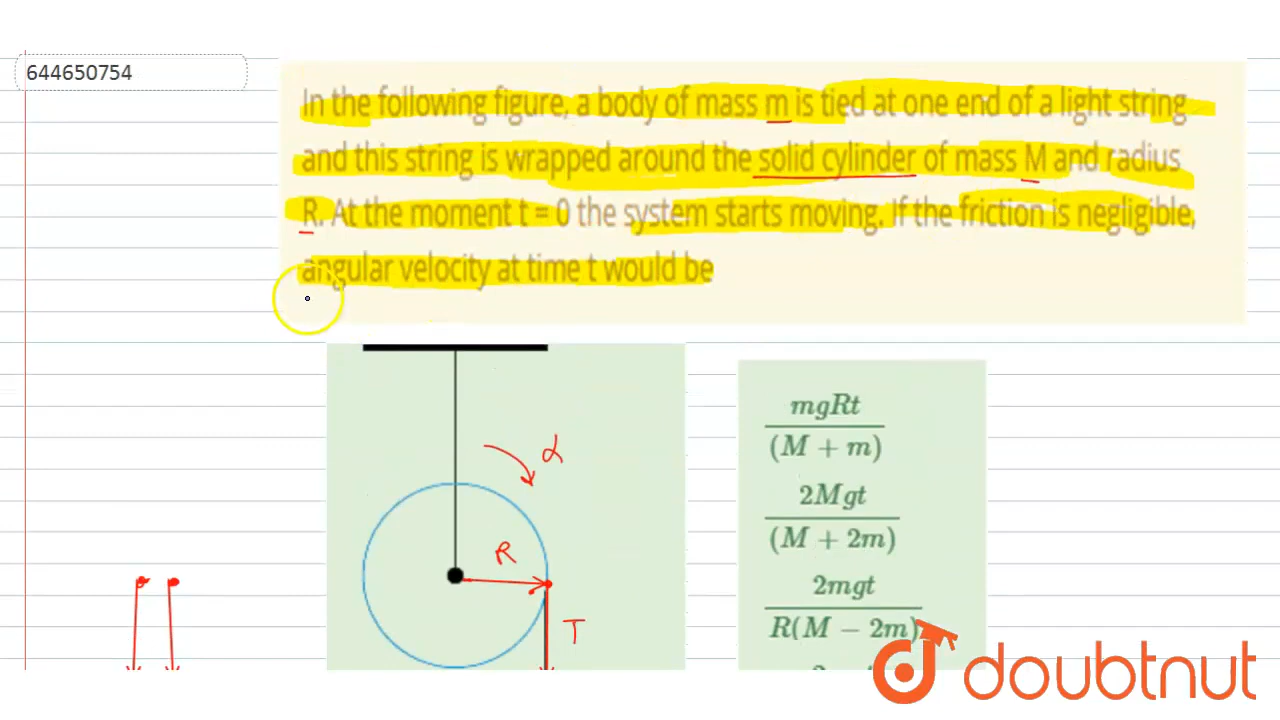 644650754
In the following figure, a body of mass m is tied at one end of a light string
and this string is wrapped around the solid cylinder of mass M and radius
R. At the moment t = 0 the system starts moving. If the friction is negligible,
angular velocity at time t would be
α
R
T
mgRt
(M + m)
2Mgt
(M + 2m)
2mgt
R(M − 2m)
doubtnut